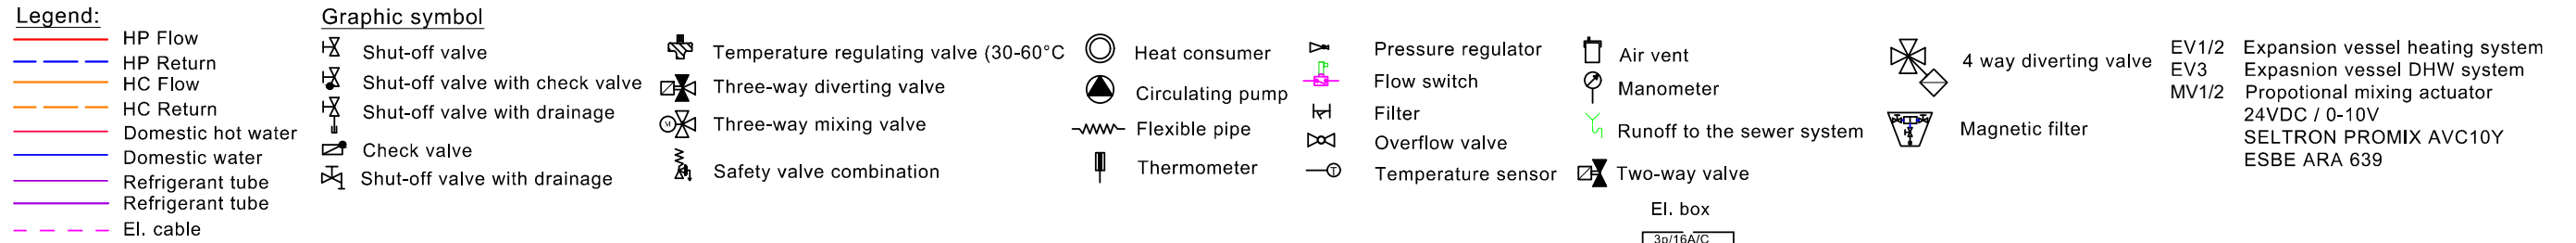 Legend:
HP Flow
HP Return
HC Flow
HC Return
Domestic hot water
Domestic water
Refrigerant tube
Refrigerant tube
El. cable
Graphic symbol
Shut-off valve
Shut-off valve with check valve
Shut-off valve with drainage
Check valve
Shut-off valve with drainage
Temperature regulating valve (30-60°C
Three-way diverting valve
M
Three-way mixing valve
Safety valve combination
Heat consumer
Circulating pump
Flexible pipe
Thermometer
Pressure regulator
Flow switch
Filter
Overflow valve
T
Temperature sensor
Air vent
Manometer
Runoff to the sewer system
Two-way valve
El. box
3p/16A/C
4 way diverting valve
Magnetic filter
EV1/2 Expansion vessel heating system
EV3 Expasnion vessel DHW system
MV1/2 Propotional mixing actuator
24VDC / 0-10V
SELTRON PROMIX AVC10Y
ESBE ARA 639